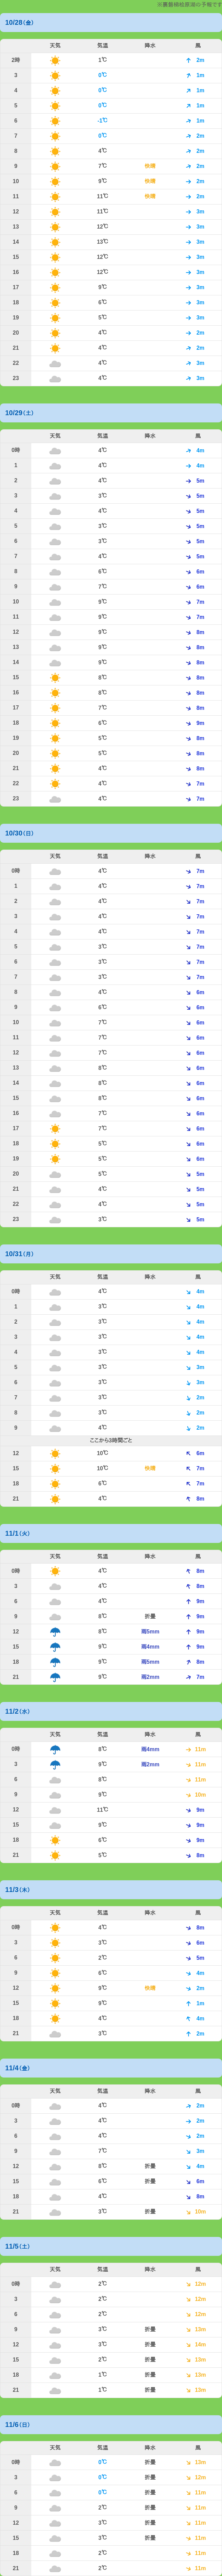 ※裏磐梯桧原湖の予報です
10/28(金)
天気 気温 降水 風
2時 1℃ 2m
3 0℃ 1m
4 0℃ 1m
5 0℃ 1m
6 -1℃ 1m
7 0℃ 2m
8 4℃ 2m
9 7℃ 快晴 2m
10 9℃ 快晴 2m
11 11℃ 快晴 2m
12 11℃ 3m
13 12℃ 3m
14 13℃ 3m
15 12℃ 3m
16 12℃ 3m
17 9℃ 3m
18 6℃ 3m
19 5℃ 3m
20 4℃ 2m
21 4℃ 2m
22 4℃ 3m
23 4℃ 3m
10/29(土)
天気 気温 降水 風
0時 4℃ 4m
1 4℃ 4m
2 4℃ 5m
3 3℃ 5m
4 4℃ 5m
5 3℃ 5m
6 3℃ 5m
7 4℃ 5m
8 6℃ 6m
9 7℃ 6m
10 9℃ 7m
11 9℃ 7m
12 9℃ 8m
13 9℃ 8m
14 9℃ 8m
15 8℃ 8m
16 8℃ 8m
17 7℃ 8m
18 6℃ 9m
19 5℃ 8m
20 5℃ 8m
21 4℃ 8m
22 4℃ 7m
23 4℃ 7m
10/30(日)
天気 気温 降水 風
0時 4℃ 7m
1 4℃ 7m
2 4℃ 7m
3 4℃ 7m
4 4℃ 7m
5 3℃ 7m
6 3℃ 7m
7 3℃ 7m
8 4℃ 6m
9 6℃ 6m
10 7℃ 6m
11 7℃ 6m
12 7℃ 6m
13 8℃ 6m
14 8℃ 6m
15 8℃ 6m
16 7℃ 6m
17 7℃ 6m
18 5℃ 6m
19 5℃ 6m
20 5℃ 5m
21 4℃ 5m
22 4℃ 5m
23 3℃ 5m
10/31(月)
天気 気温 降水 風
0時 4℃ 4m
1 3℃ 4m
2 3℃ 4m
3 3℃ 4m
4 3℃ 4m
5 3℃ 3m
6 3℃ 3m
7 3℃ 2m
8 3℃ 2m
9 4℃ 2m
ここから3時間ごと
12 10℃ 6m
15 10℃ 快晴 7m
18 6℃ 7m
21 4℃ 8m
11/1(火)
天気 気温 降水 風
0時 4℃ 8m
3 4℃ 8m
6 4℃ 9m
9 8℃ 折畳 9m
12 8℃ 雨5mm 9m
15 9℃ 雨4mm 9m
18 9℃ 雨5mm 8m
21 9℃ 雨2mm 7m
11/2(水)
天気 気温 降水 風
0時 8℃ 雨4mm 11m
3 9℃ 雨2mm 11m
6 8℃ 11m
9 9℃ 10m
12 11℃ 9m
15 9℃ 9m
18 6℃ 9m
21 5℃ 8m
11/3(木)
天気 気温 降水 風
0時 4℃ 8m
3 3℃ 6m
6 2℃ 5m
9 6℃ 4m
12 9℃ 快晴 2m
15 9℃ 1m
18 4℃ 4m
21 3℃ 2m
11/4(金)
天気 気温 降水 風
0時 4℃ 2m
3 4℃ 2m
6 4℃ 2m
9 7℃ 3m
12 8℃ 折畳 4m
15 6℃ 折畳 6m
18 4℃ 8m
21 3℃ 折畳 10m
11/5(土)
天気 気温 降水 風
0時 2℃ 12m
3 2℃ 12m
6 2℃ 12m
9 3℃ 折畳 13m
12 3℃ 折畳 14m
15 2℃ 折畳 13m
18 1℃ 折畳 13m
21 1℃ 折畳 13m
11/6(日)
天気 気温 降水 風
0時 0℃ 折畳 13m
3 0℃ 折畳 12m
6 0℃ 折畳 11m
9 2℃ 折畳 11m
12 3℃ 折畳 11m
15 3℃ 折畳 11m
18 2℃ 11m
21 2℃ 11m